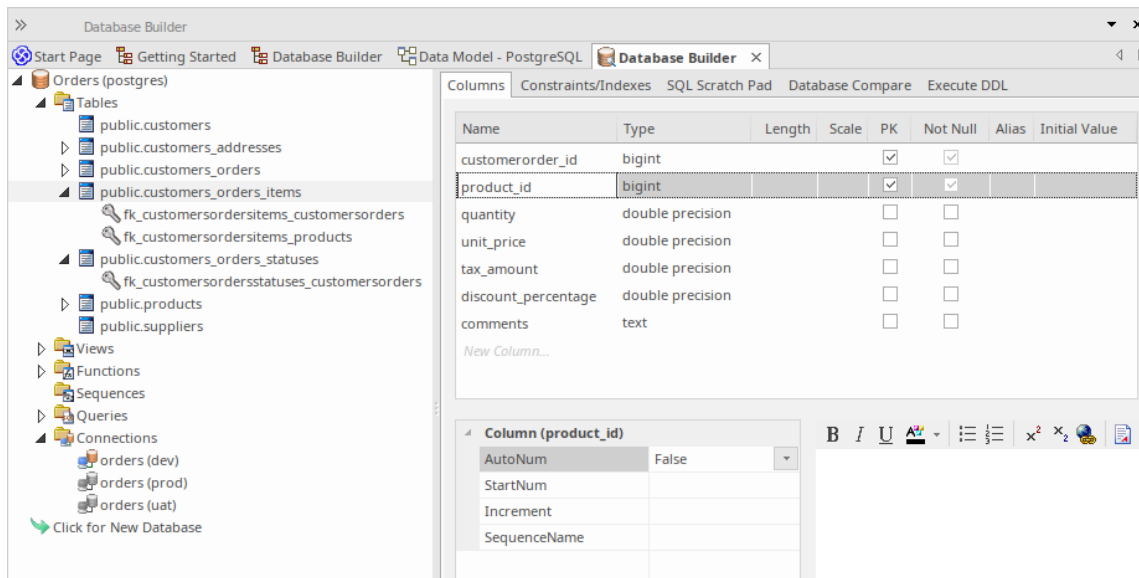 Database Builder
Start Page Getting Started Database Builder Data Model - PostgreSQL Database Builder
Orders (postgres)
Tables
public.customers
public.customers_addresses
public.customers_orders
public.customers_orders_items
fk_customersordersitems_customersorders
fk_customersordersitems_products
public.customers_orders_statuses
fk_customersordersstatuses_customersorders
public.products
public.suppliers
Views
Functions
Sequences
Queries
Connections
orders (dev)
orders (prod)
orders (uat)
Click for New Database
Columns Constraints/Indexes SQL Scratch Pad Database Compare Execute DDL
Name Type Length Scale PK Not Null Alias Initial Value
customerorder_id bigint
product_id bigint
quantity double precision
unit_price double precision
tax_amount double precision
discount_percentage double precision
comments text
New Column...
Column (product_id)
AutoNum False
StartNum
Increment
SequenceName
B I U A x² x₂